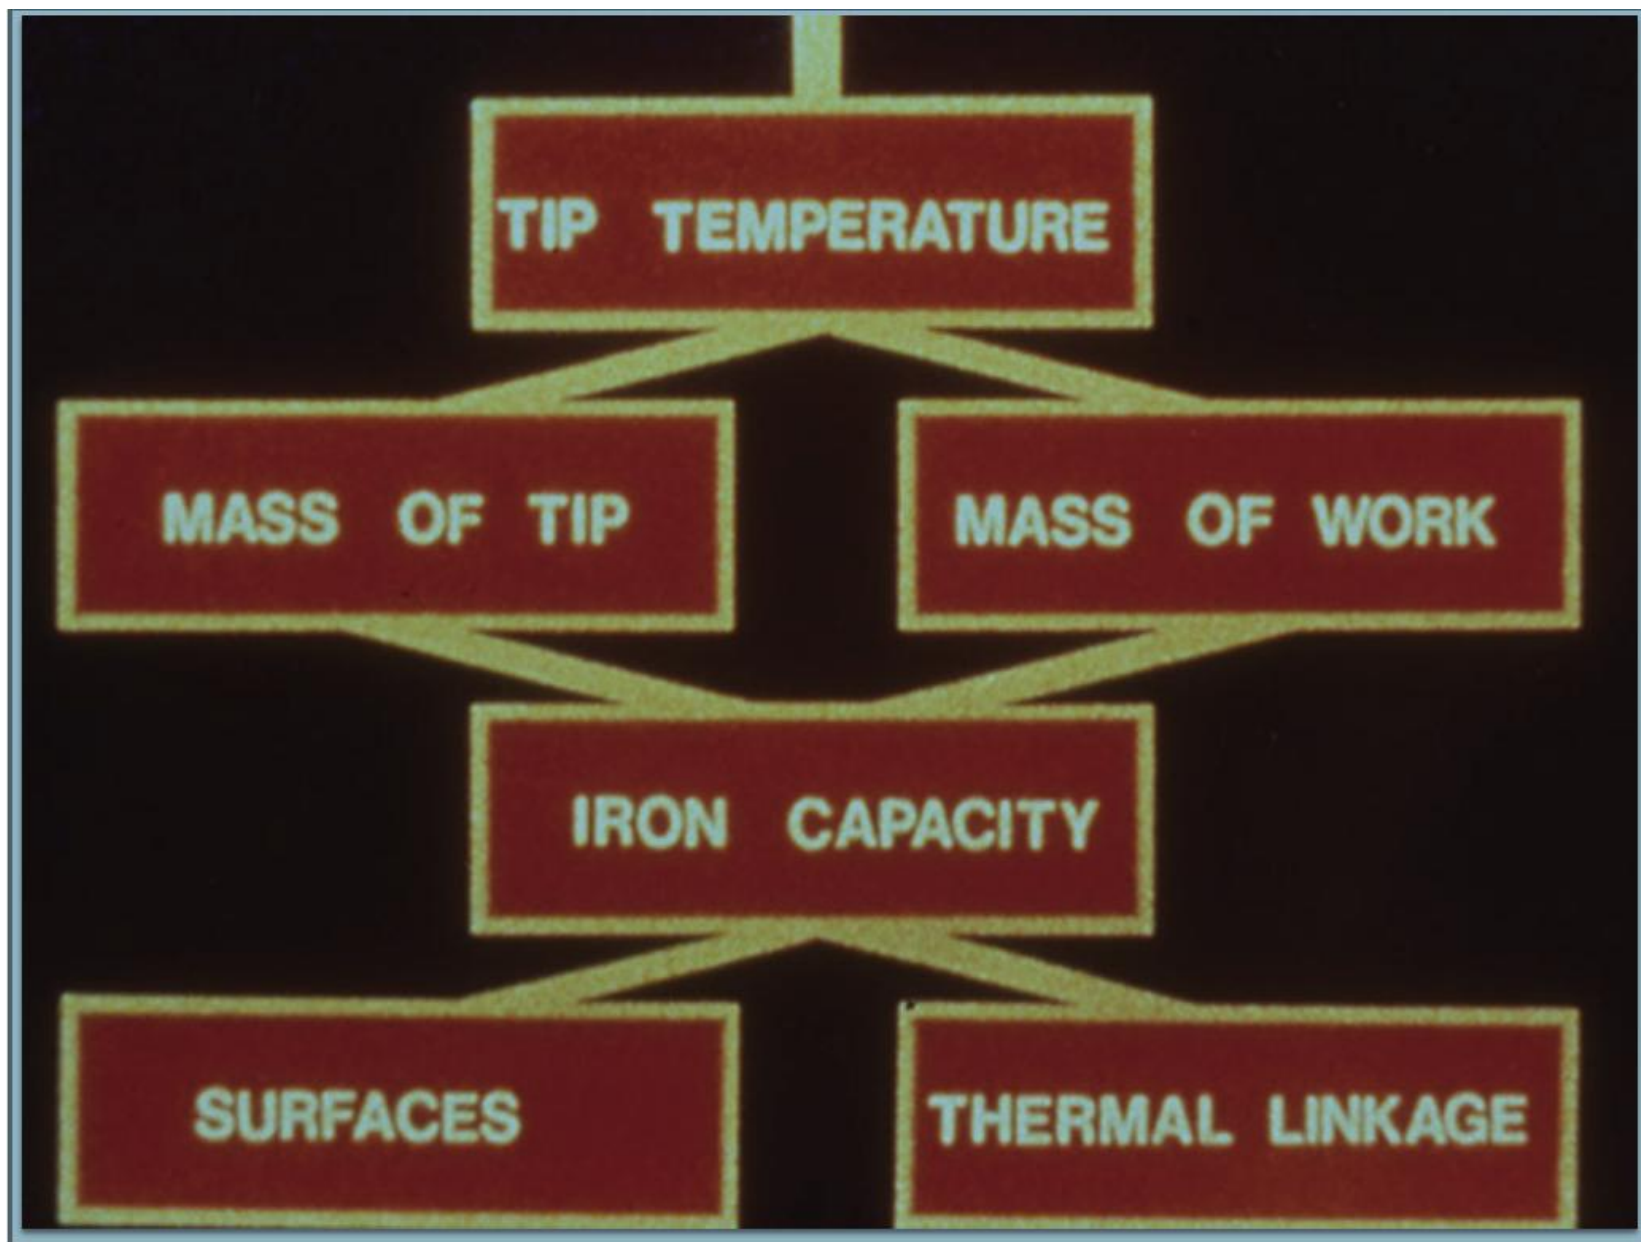 TIP TEMPERATURE
MASS OF TIP
MASS OF WORK
IRON CAPACITY
SURFACES
THERMAL LINKAGE